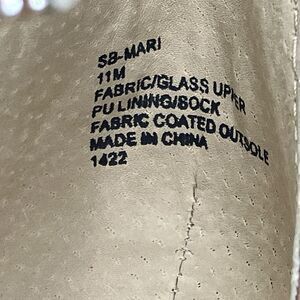 SB-MARI
11M
FABRIC/GLASS UPPER
PU LINING/SOCK
FABRIC COATED OUTSOLE
MADE IN CHINA
1422